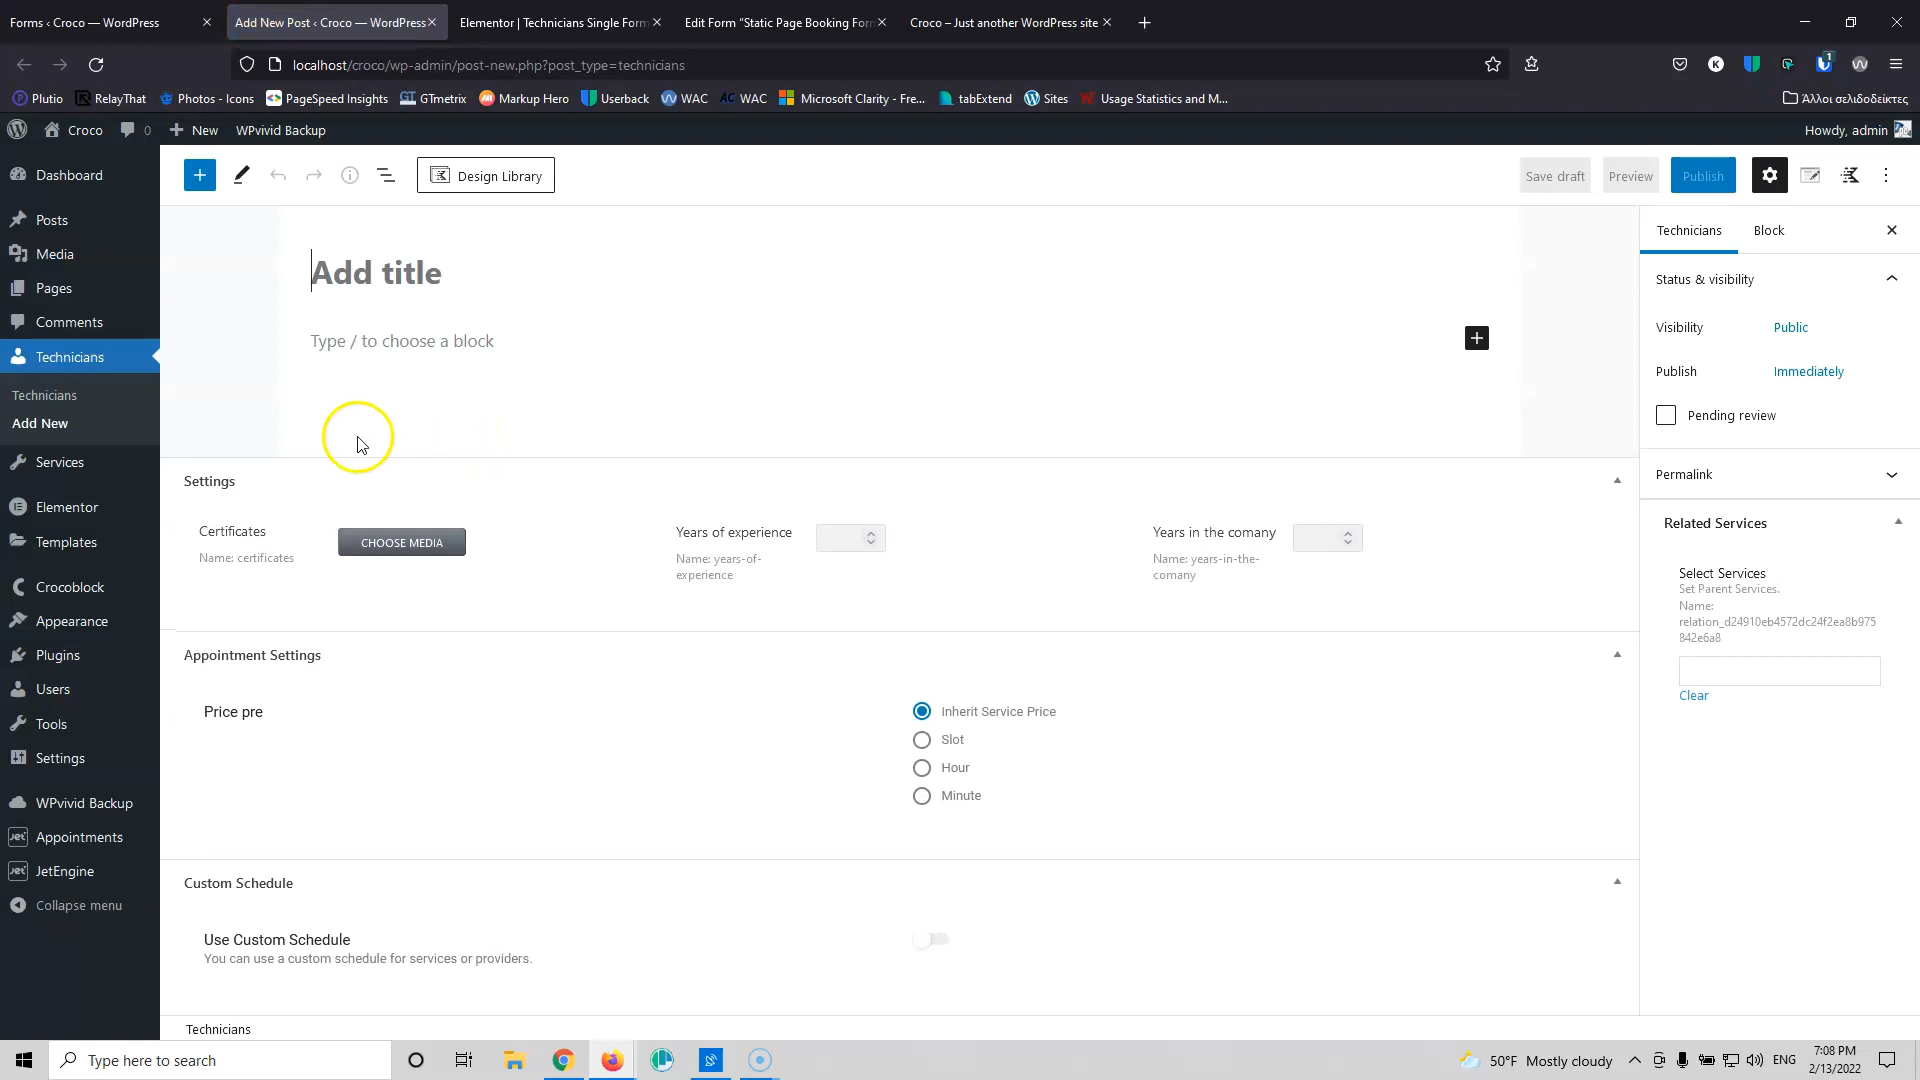 Forms ‹ Croco — WordPress
Add New Post ‹ Croco — WordPress
Elementor | Technicians Single Form
Edit Form “Static Page Booking For
Croco – Just another WordPress site
localhost/croco/wp-admin/post-new.php?post_type=technicians
Plutio
RelayThat
Photos - Icons
PageSpeed Insights
GTmetrix
Markup Hero
Userback
WAC
WAC
Microsoft Clarity - Fre...
tabExtend
Sites
Usage Statistics and M...
Άλλοι σελιδοδείκτες
Croco
0
New
WPvivid Backup
Howdy, admin
Dashboard
Posts
Media
Pages
Comments
Technicians
Technicians
Add New
Services
Elementor
Templates
Crocoblock
Appearance
Plugins
Users
Tools
Settings
WPvivid Backup
Appointments
JetEngine
Collapse menu
Design Library
Save draft
Preview
Publish
Add title
Type / to choose a block
Settings
Certificates
Name: certificates
CHOOSE MEDIA
Years of experience
Name: years-of-
experience
Years in the comany
Name: years-in-the-
comany
Appointment Settings
Price pre
Inherit Service Price
Slot
Hour
Minute
Custom Schedule
Use Custom Schedule
You can use a custom schedule for services or providers.
Technicians
Technicians
Block
Status & visibility
Visibility
Public
Publish
Immediately
Pending review
Permalink
Related Services
Select Services
Set Parent Services.
Name:
relation_d24910eb4572dc24f2ea8b975
842e6a8
Clear
Type here to search
50°F Mostly cloudy
ENG
7:08 PM
2/13/2022